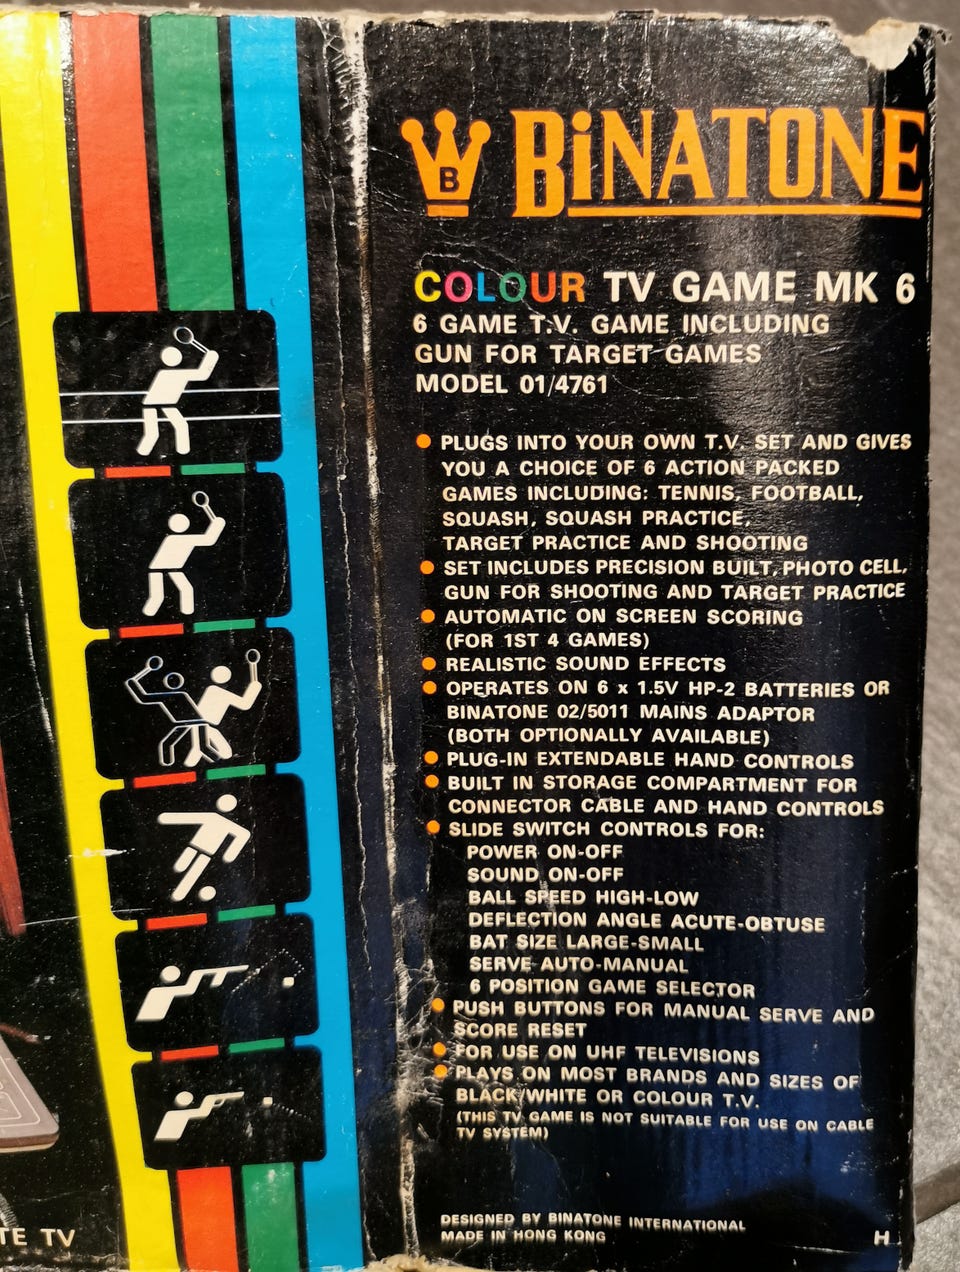 B BiNATONE
COLOUR TV GAME MK 6
6 GAME T.V. GAME INCLUDING
GUN FOR TARGET GAMES
MODEL 01/4761
● PLUGS INTO YOUR OWN T.V. SET AND GIVES
YOU A CHOICE OF 6 ACTION PACKED
GAMES INCLUDING: TENNIS, FOOTBALL,
SQUASH, SQUASH PRACTICE,
TARGET PRACTICE AND SHOOTING
● SET INCLUDES PRECISION BUILT, PHOTO CELL,
GUN FOR SHOOTING AND TARGET PRACTICE
● AUTOMATIC ON SCREEN SCORING
(FOR 1ST 4 GAMES)
● REALISTIC SOUND EFFECTS
● OPERATES ON 6 x 1.5V HP-2 BATTERIES OR
BINATONE 02/5011 MAINS ADAPTOR
(BOTH OPTIONALLY AVAILABLE)
● PLUG-IN EXTENDABLE HAND CONTROLS
● BUILT IN STORAGE COMPARTMENT FOR
CONNECTOR CABLE AND HAND CONTROLS
● SLIDE SWITCH CONTROLS FOR:
POWER ON-OFF
SOUND ON-OFF
BALL SPEED HIGH-LOW
DEFLECTION ANGLE ACUTE-OBTUSE
BAT SIZE LARGE-SMALL
SERVE-AUTO-MANUAL
6 POSITION GAME SELECTOR
● PUSH BUTTONS FOR MANUAL SERVE AND
SCORE RESET
● FOR USE ON UHF TELEVISIONS
● PLAYS ON MOST BRANDS AND SIZES OF
BLACK/WHITE OR COLOUR T.V.
(THIS TV GAME IS NOT SUITABLE FOR USE ON CABLE
TV SYSTEM)
DESIGNED BY BINATONE INTERNATIONAL
MADE IN HONG KONG
H
TE TV